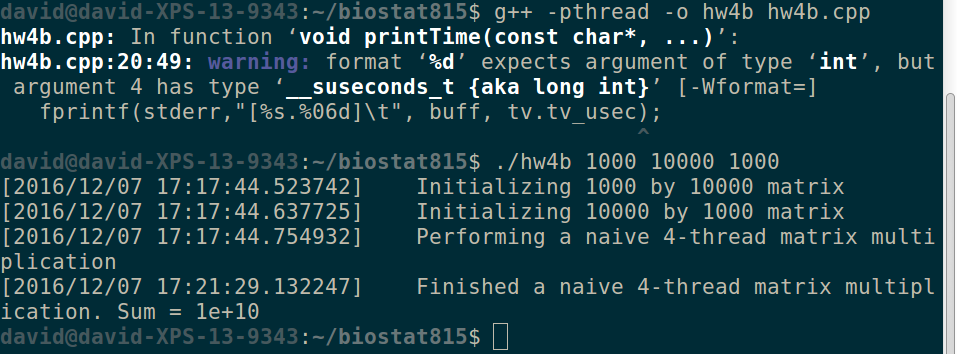 david@david-XPS-13-9343:~/biostat815$ g++ -pthread -o hw4b hw4b.cpp
hw4b.cpp: In function ‘void printTime(const char*, ...)’:
hw4b.cpp:20:49: warning: format ‘%d’ expects argument of type ‘int’, but
 argument 4 has type ‘__suseconds_t {aka long int}’ [-Wformat=]
   fprintf(stderr,"[%s.%06d]\t", buff, tv.tv_usec);
                                                 ^
david@david-XPS-13-9343:~/biostat815$ ./hw4b 1000 10000 1000
[2016/12/07 17:17:44.523742]    Initializing 1000 by 10000 matrix
[2016/12/07 17:17:44.637725]    Initializing 10000 by 1000 matrix
[2016/12/07 17:17:44.754932]    Performing a naive 4-thread matrix multi
plication
[2016/12/07 17:21:29.132247]    Finished a naive 4-thread matrix multipl
ication. Sum = 1e+10
david@david-XPS-13-9343:~/biostat815$